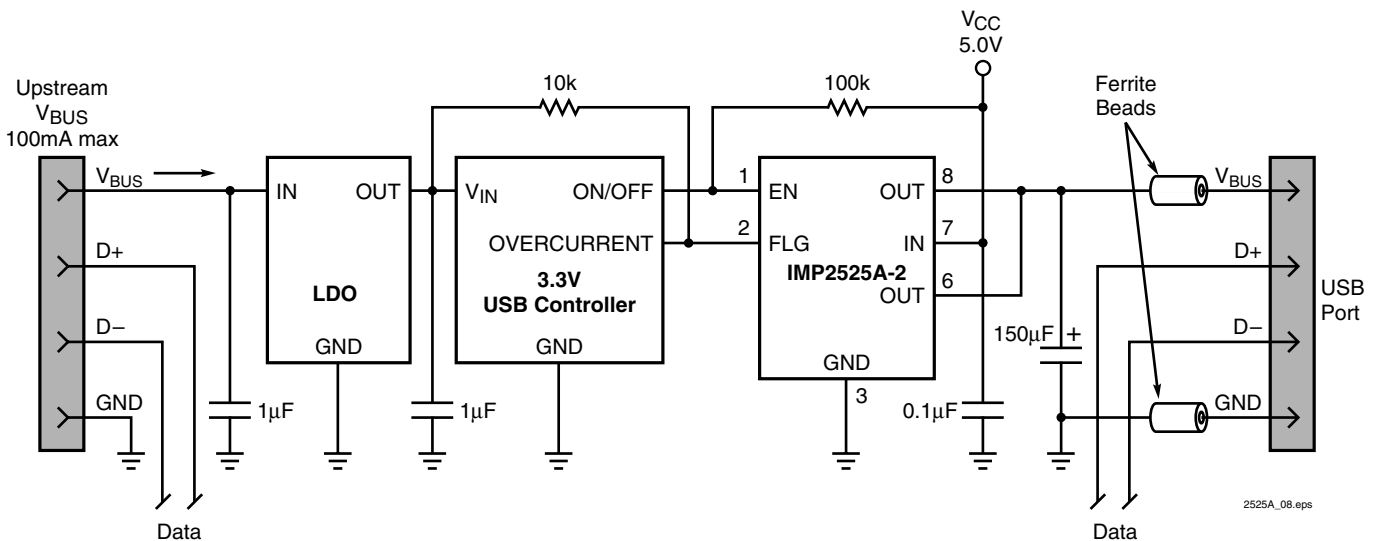 Upstream
VBUS
100mA max
VBUS
D+
D–
GND
Data
1µF
IN
OUT
LDO
GND
1µF
10k
VIN
ON/OFF
OVERCURRENT
3.3V
USB Controller
GND
100k
1
2
EN
FLG
OUT
IN
IMP2525A-2
OUT
GND
3
8
7
6
VCC
5.0V
0.1µF
150µF +
Ferrite
Beads
VBUS
D+
D–
GND
USB
Port
Data
2525A_08.eps